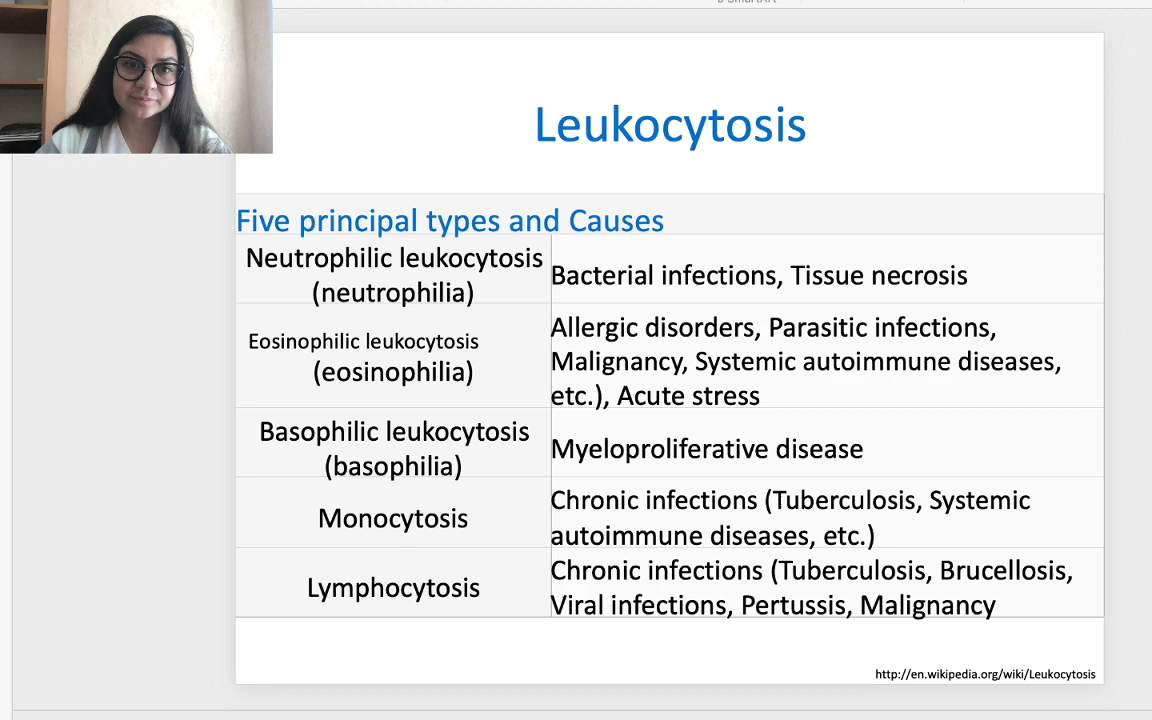 Leukocytosis
Five principal types and Causes
Neutrophilic leukocytosis
(neutrophilia)
Bacterial infections, Tissue necrosis
Eosinophilic leukocytosis
(eosinophilia)
Allergic disorders, Parasitic infections,
Malignancy, Systemic autoimmune diseases,
etc.), Acute stress
Basophilic leukocytosis
(basophilia)
Myeloproliferative disease
Monocytosis
Chronic infections (Tuberculosis, Systemic
autoimmune diseases, etc.)
Lymphocytosis
Chronic infections (Tuberculosis, Brucellosis,
Viral infections, Pertussis, Malignancy
http://en.wikipedia.org/wiki/Leukocytosis